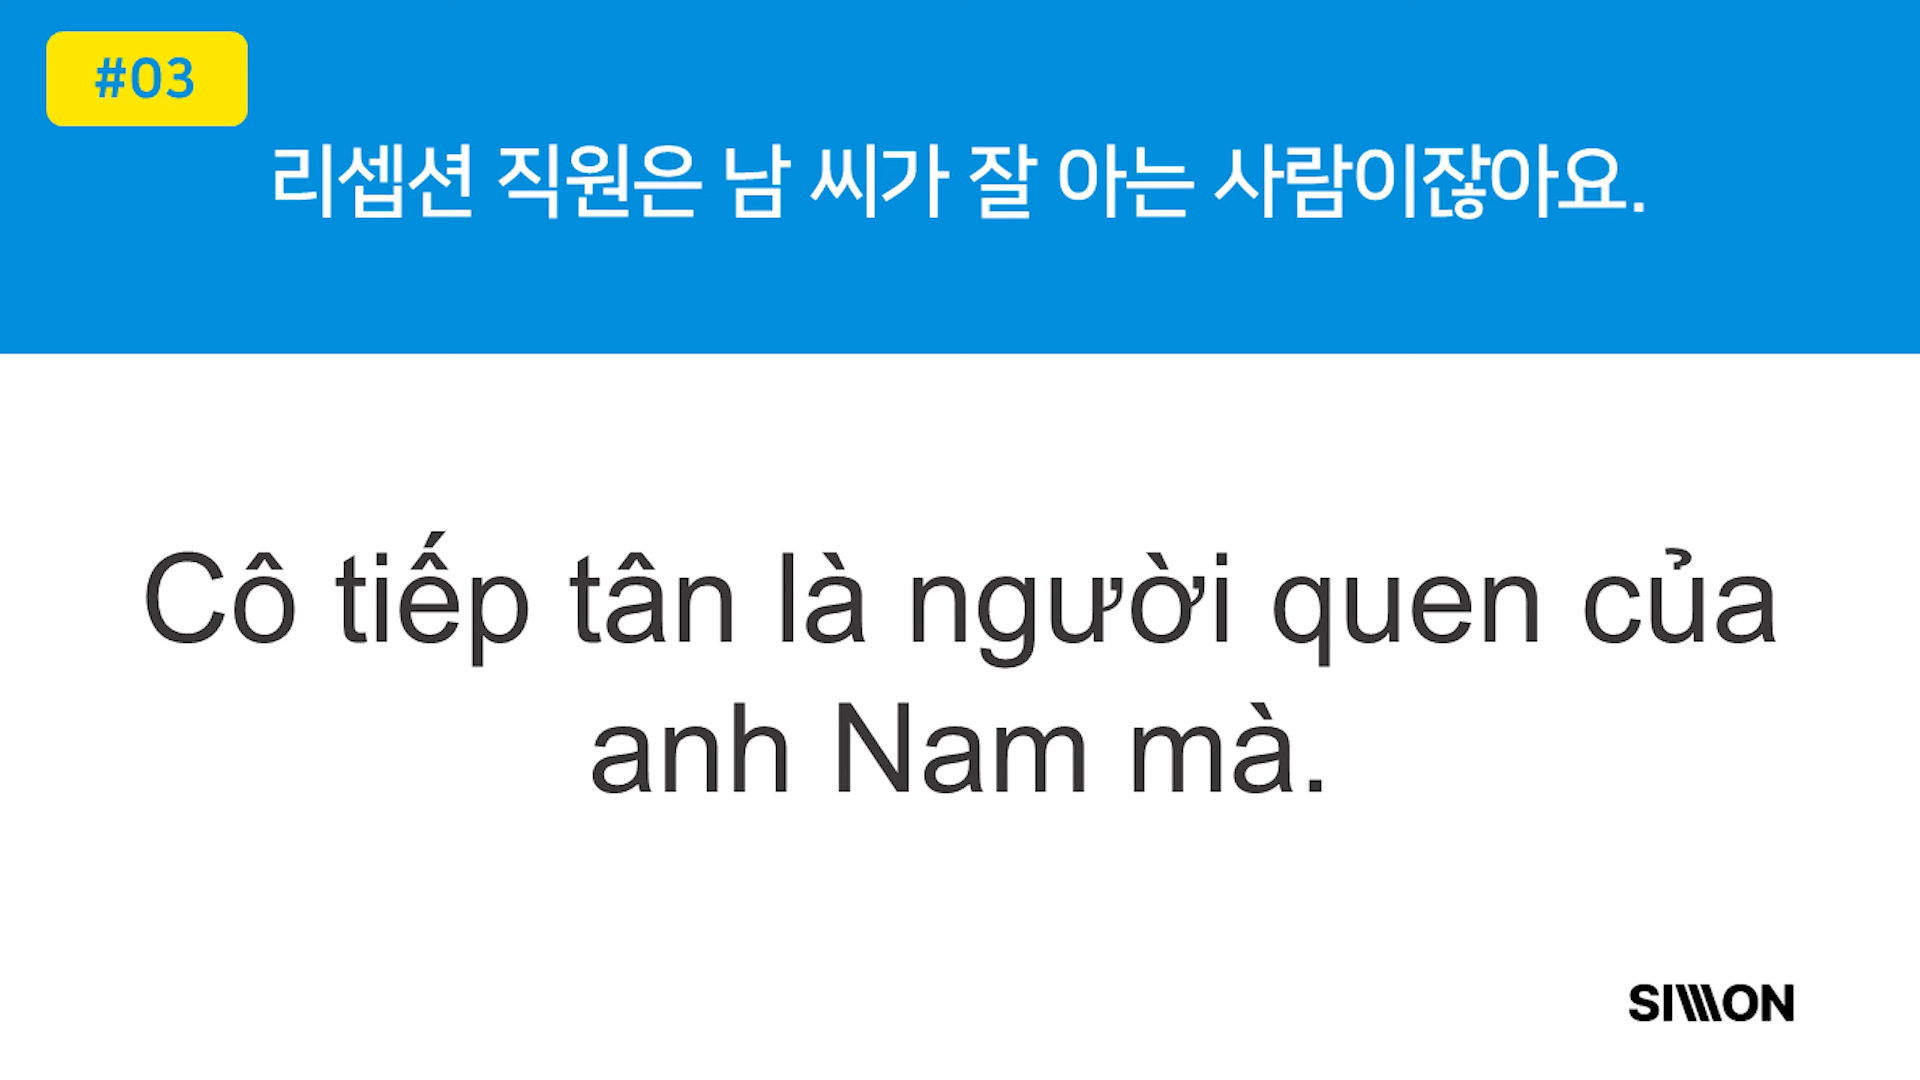 #03
리셉션 직원은 남 씨가 잘 아는 사람이잖아요.
Cô tiếp tân là người quen của
anh Nam mà.
SIWON